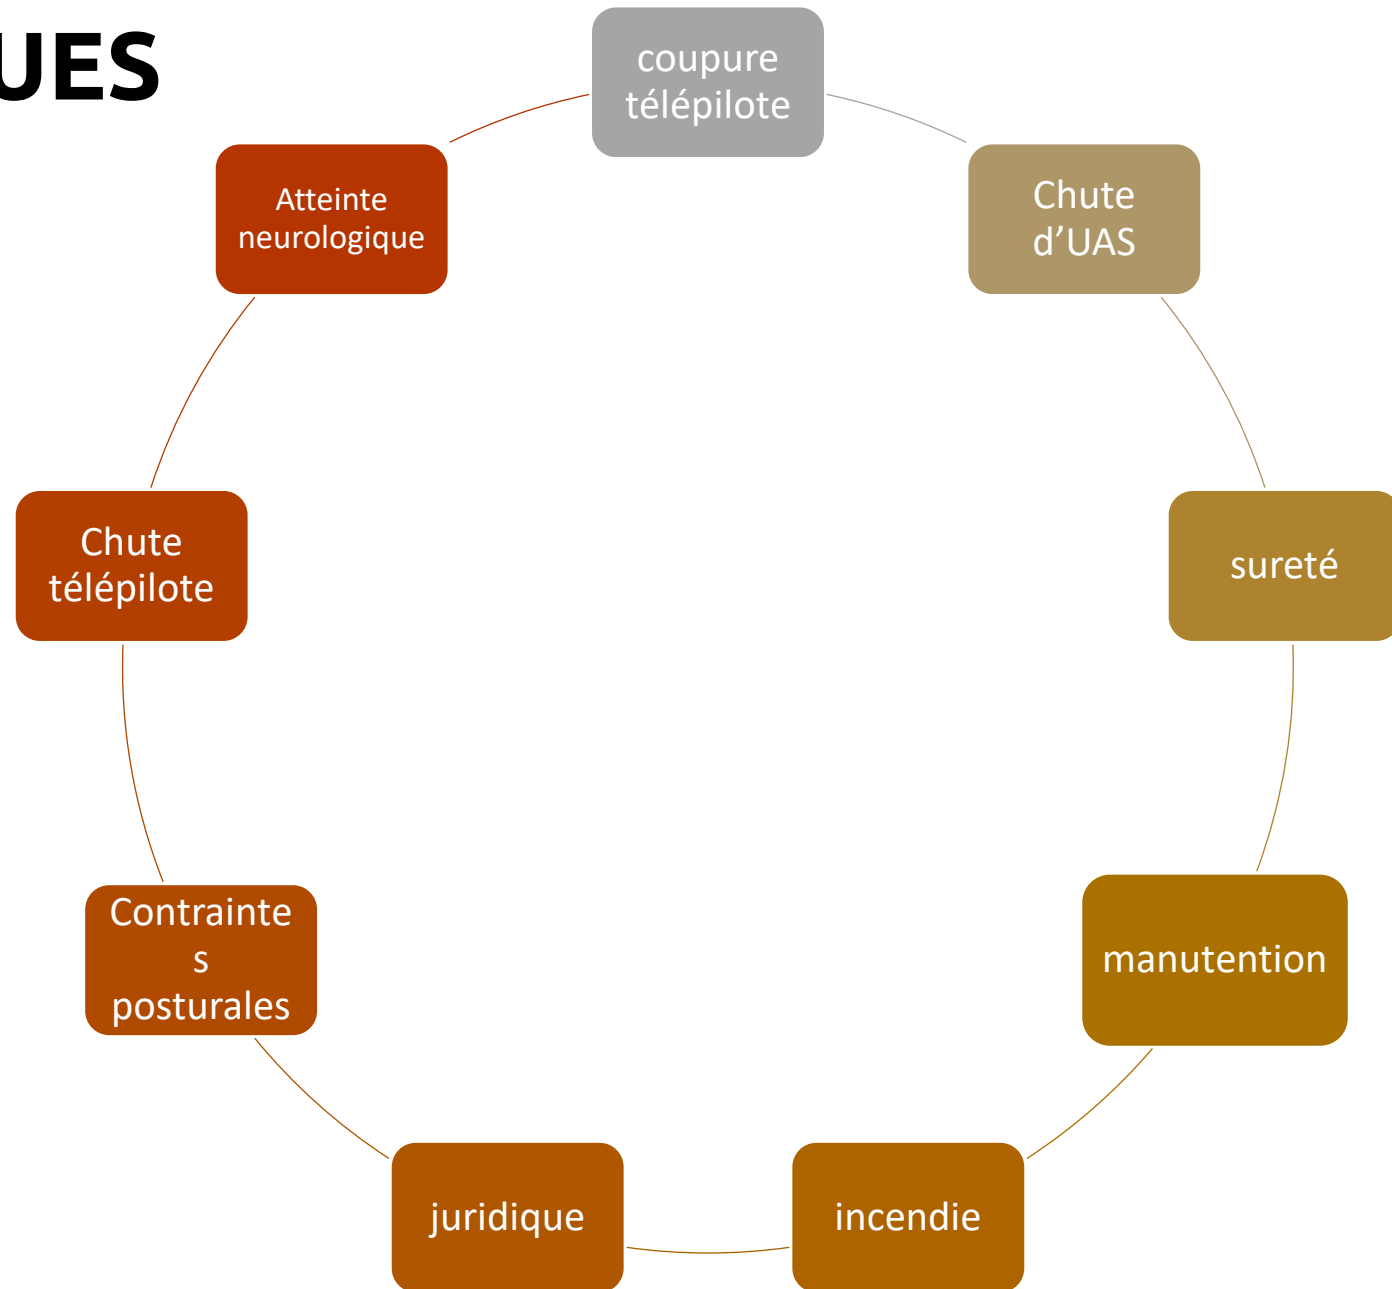 UES
coupure
télépilote
Chute
d’UAS
sureté
manutention
incendie
juridique
Contrainte
s
posturales
Chute
télépilote
Atteinte
neurologique